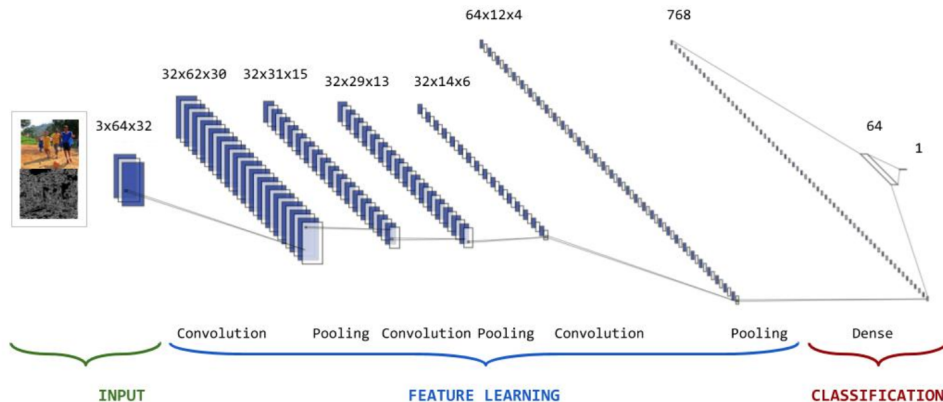 64x12x4
768
32x62x30
32x31x15
32x29x13
32x14x6
3x64x32
64
1
Convolution
Pooling
Convolution
Pooling
Convolution
Pooling
Dense
INPUT
FEATURE LEARNING
CLASSIFICATION